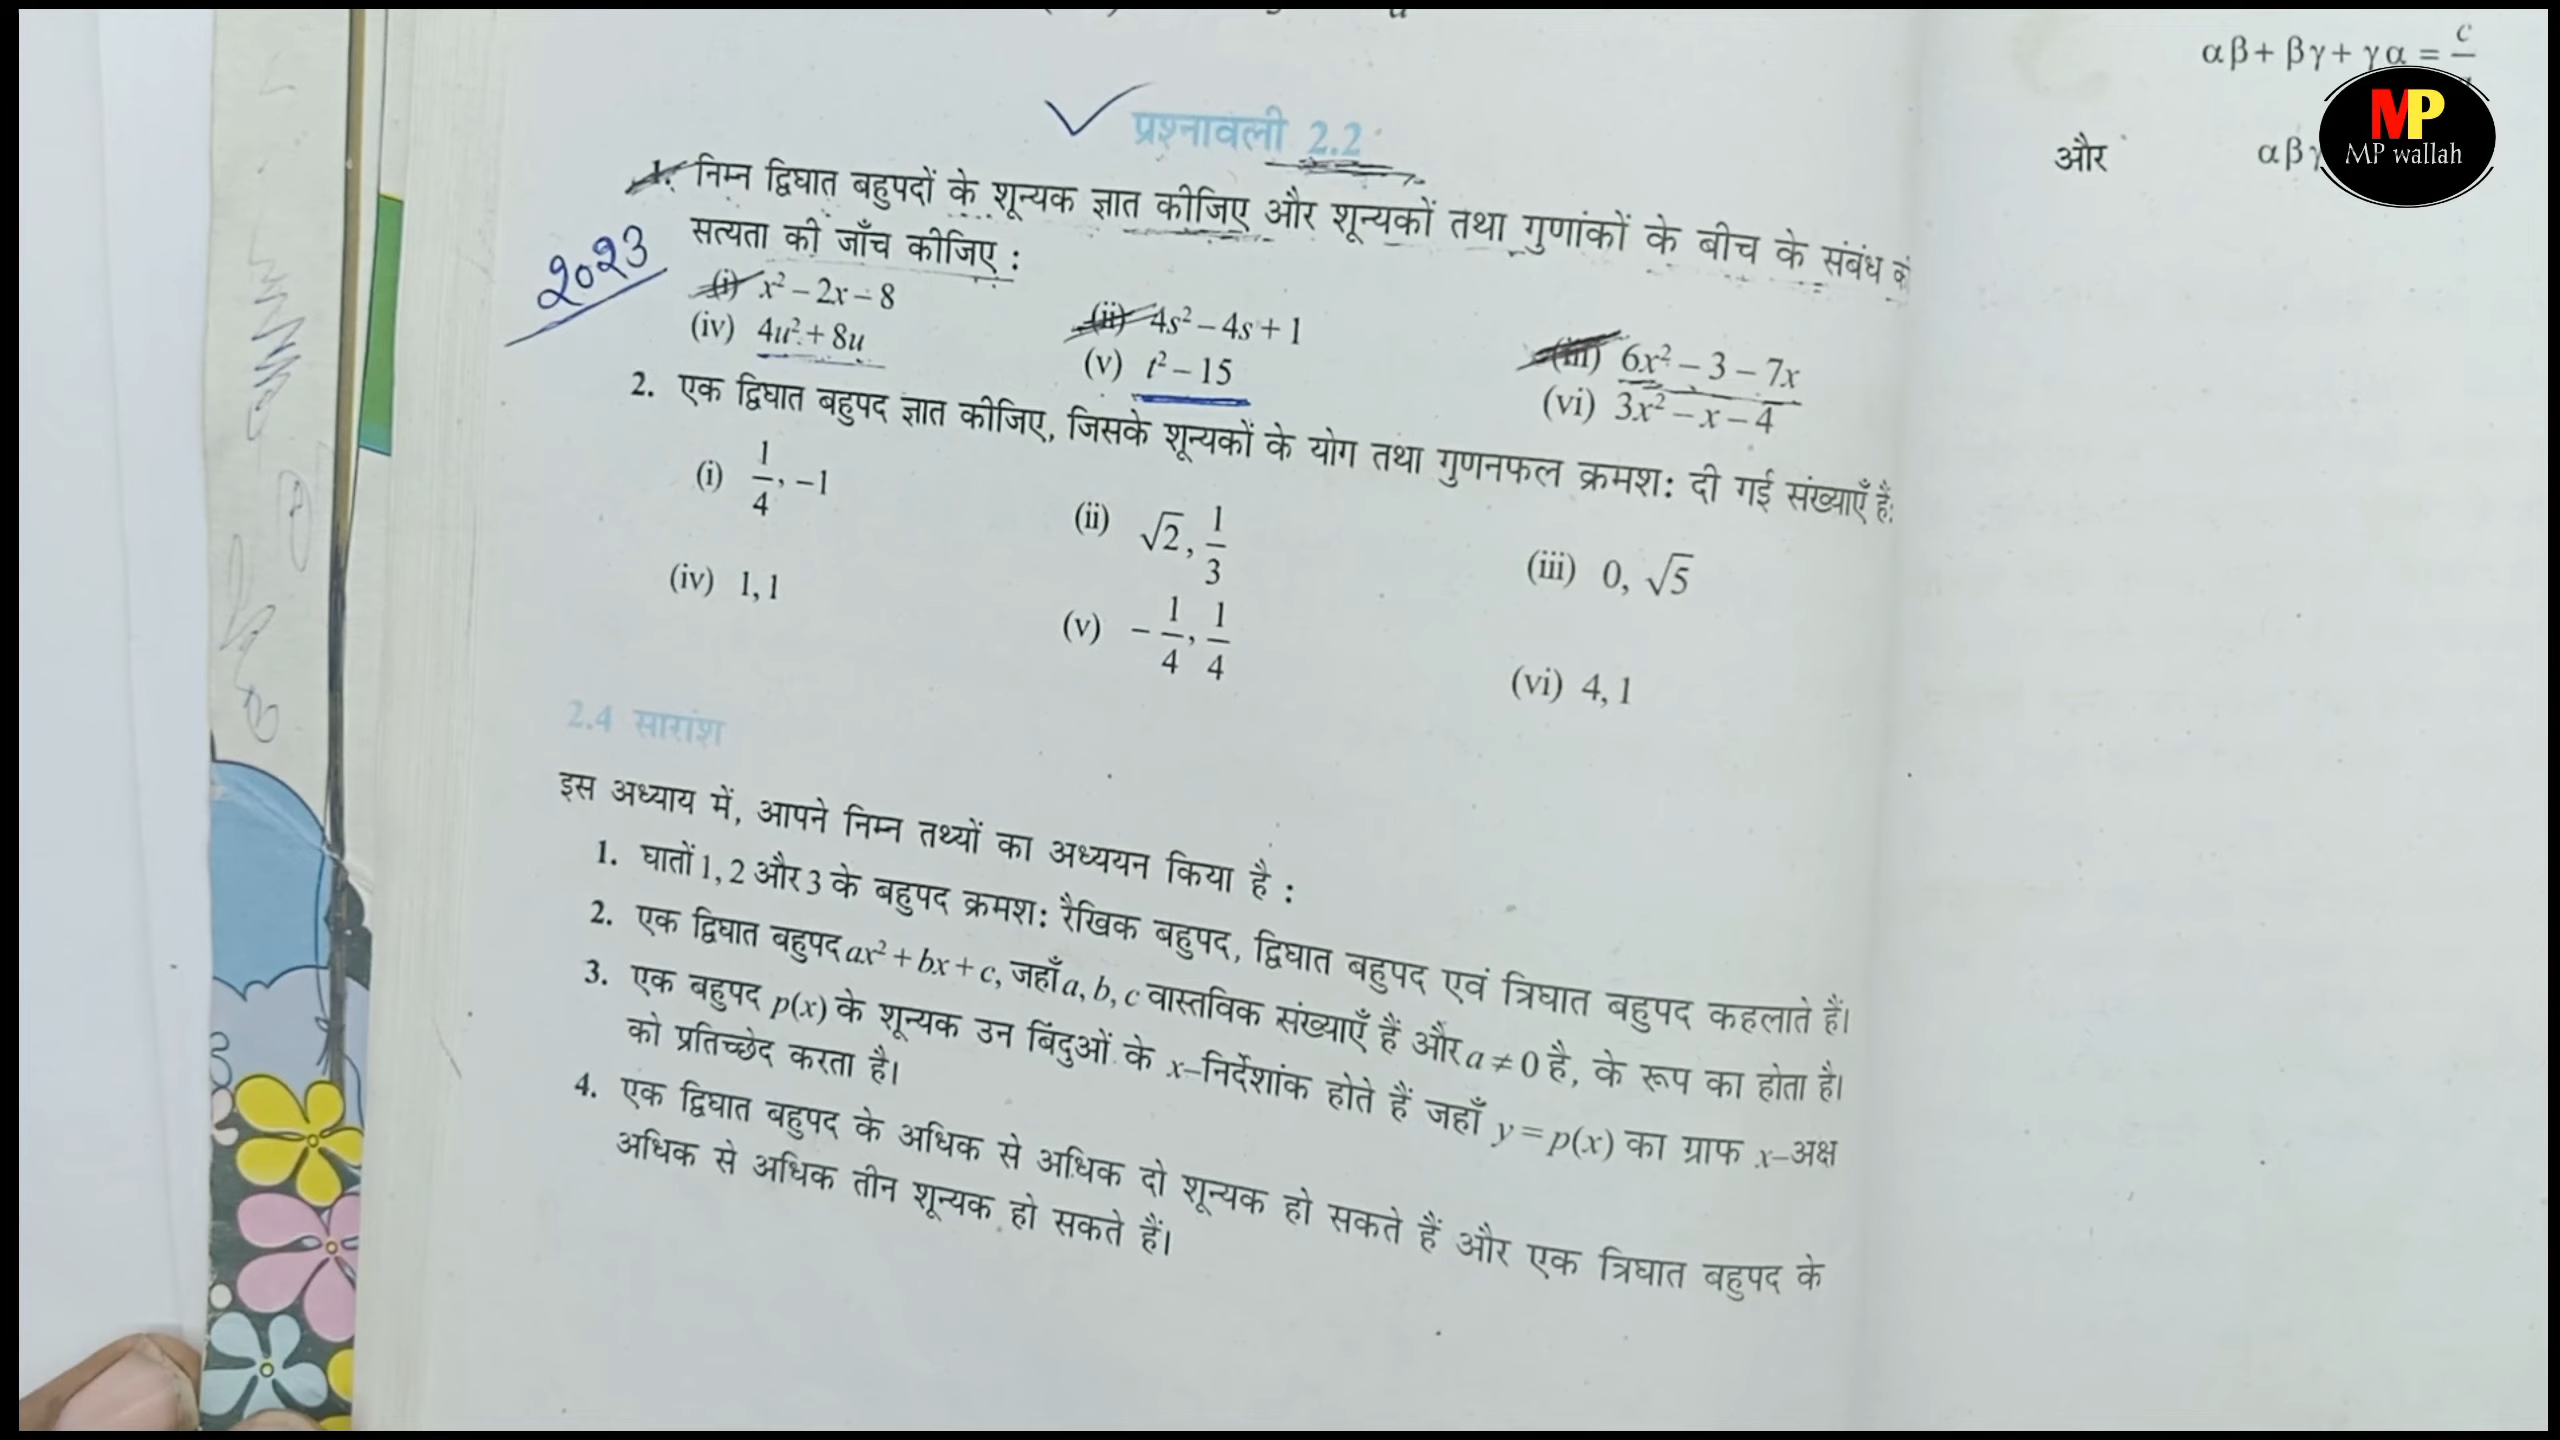 αβ + βγ + γα = c
MP
MP wallah
और αβγ
प्रश्नावली 2.2
1. निम्न द्विघात बहुपदों के शून्यक ज्ञात कीजिए और शून्यकों तथा गुणांकों के बीच के संबंध
सत्यता की जाँच कीजिए :
2023
(i) x² – 2x – 8 (ii) 4s² – 4s + 1 (iii) 6x² – 3 – 7x
(iv) 4u² + 8u (v) t² – 15 (vi) 3x² – x – 4
2. एक द्विघात बहुपद ज्ञात कीजिए, जिसके शून्यकों के योग तथा गुणनफल क्रमश: दी गई संख्याएँ हैं:
(i) 1/4, –1 (ii) √2, 1/3 (iii) 0, √5
(iv) 1, 1 (v) –1/4, 1/4 (vi) 4, 1
2.4 सारांश
इस अध्याय में, आपने निम्न तथ्यों का अध्ययन किया है :
1. घातों 1, 2 और 3 के बहुपद क्रमश: रैखिक बहुपद, द्विघात बहुपद एवं त्रिघात बहुपद कहलाते हैं।
2. एक द्विघात बहुपद ax² + bx + c, जहाँ a, b, c वास्तविक संख्याएँ हैं और a ≠ 0 है, के रूप का होता है।
3. एक बहुपद p(x) के शून्यक उन बिंदुओं के x–निर्देशांक होते हैं जहाँ y = p(x) का ग्राफ x–अक्ष
को प्रतिच्छेद करता है।
4. एक द्विघात बहुपद के अधिक से अधिक दो शून्यक हो सकते हैं और एक त्रिघात बहुपद के
अधिक से अधिक तीन शून्यक हो सकते हैं।